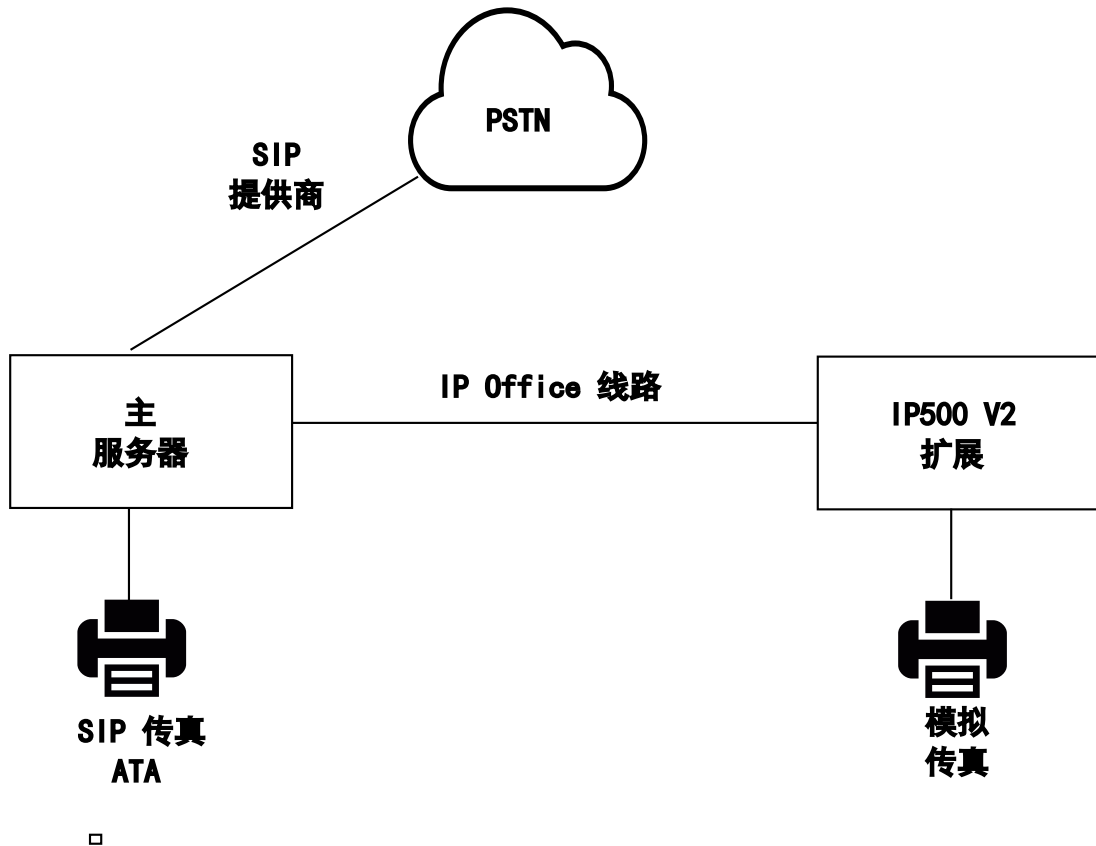 PSTN
SIP
提供商
IP Office 线路
主
服务器
IP500 V2
扩展
SIP 传真
ATA
模拟
传真